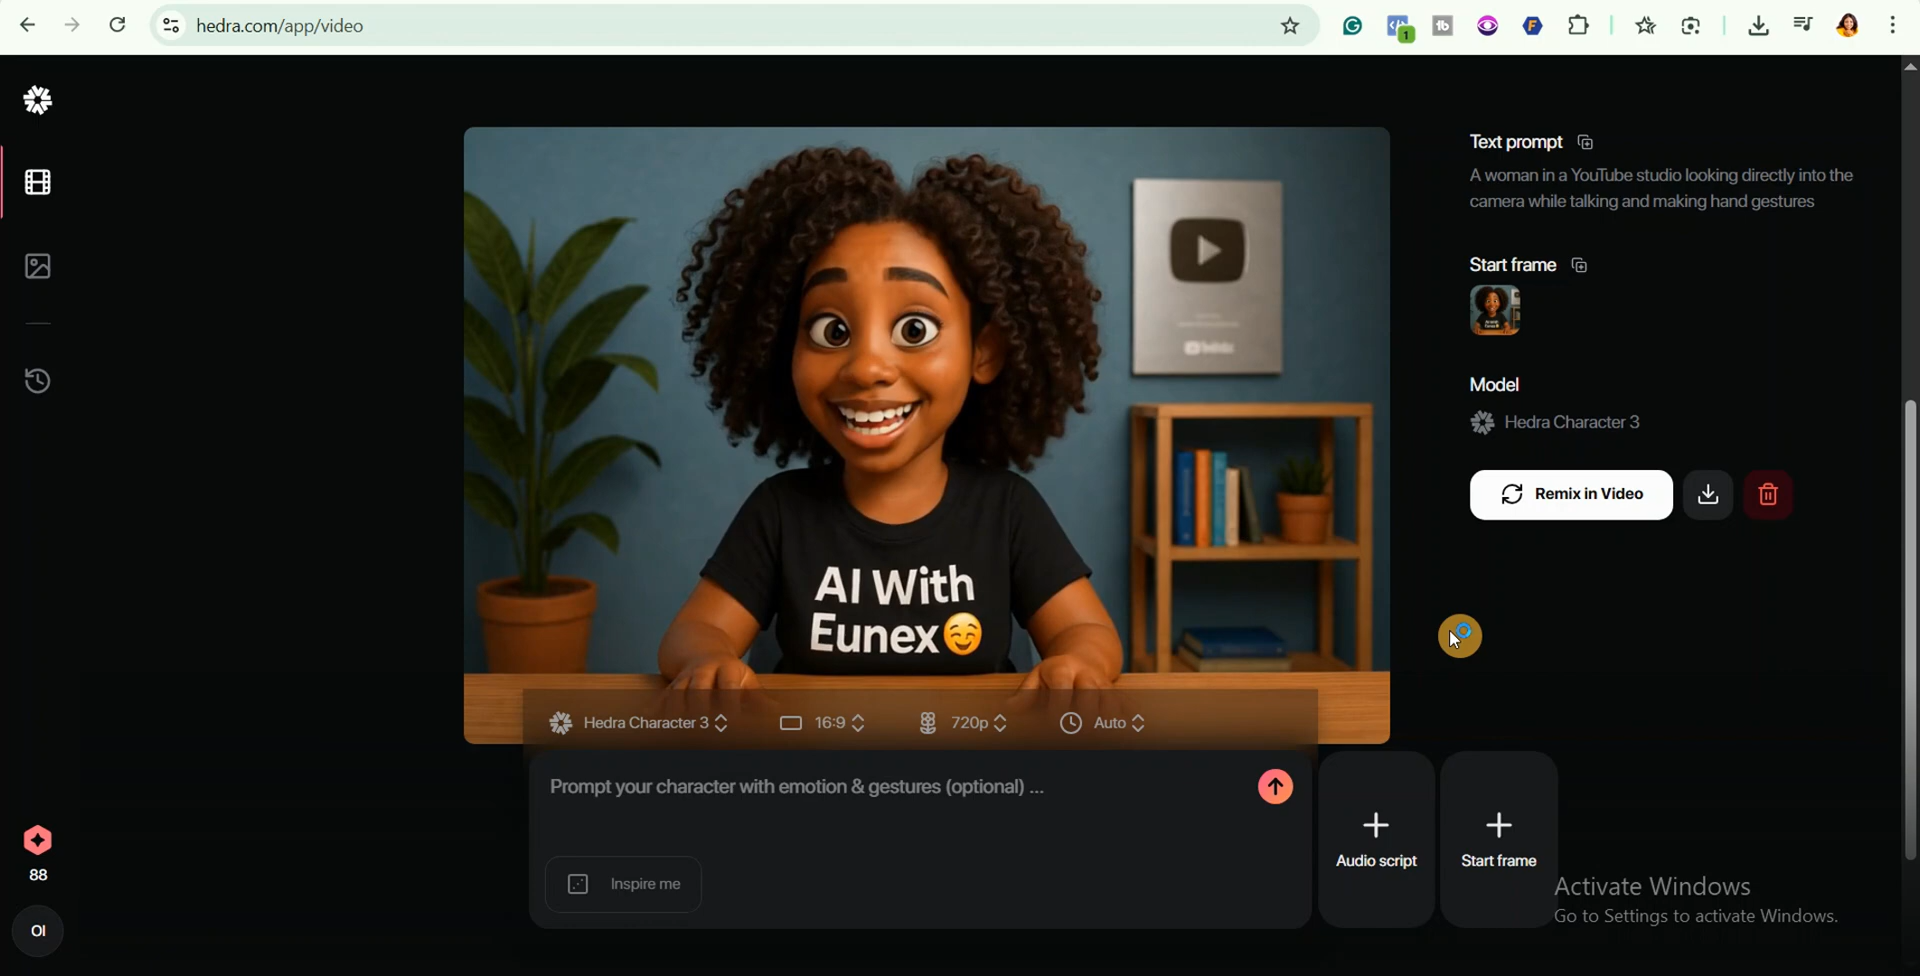 hedra.com/app/video
1
Text prompt
A woman in a YouTube studio looking directly into the
camera while talking and making hand gestures
Start frame
Model
Hedra Character 3
Remix in Video
AI With
Eunex😊
Hedra Character 3
16:9
720p
Auto
Prompt your character with emotion & gestures (optional) ...
Inspire me
Audio script
Start frame
88
OI
Activate Windows
Go to Settings to activate Windows.